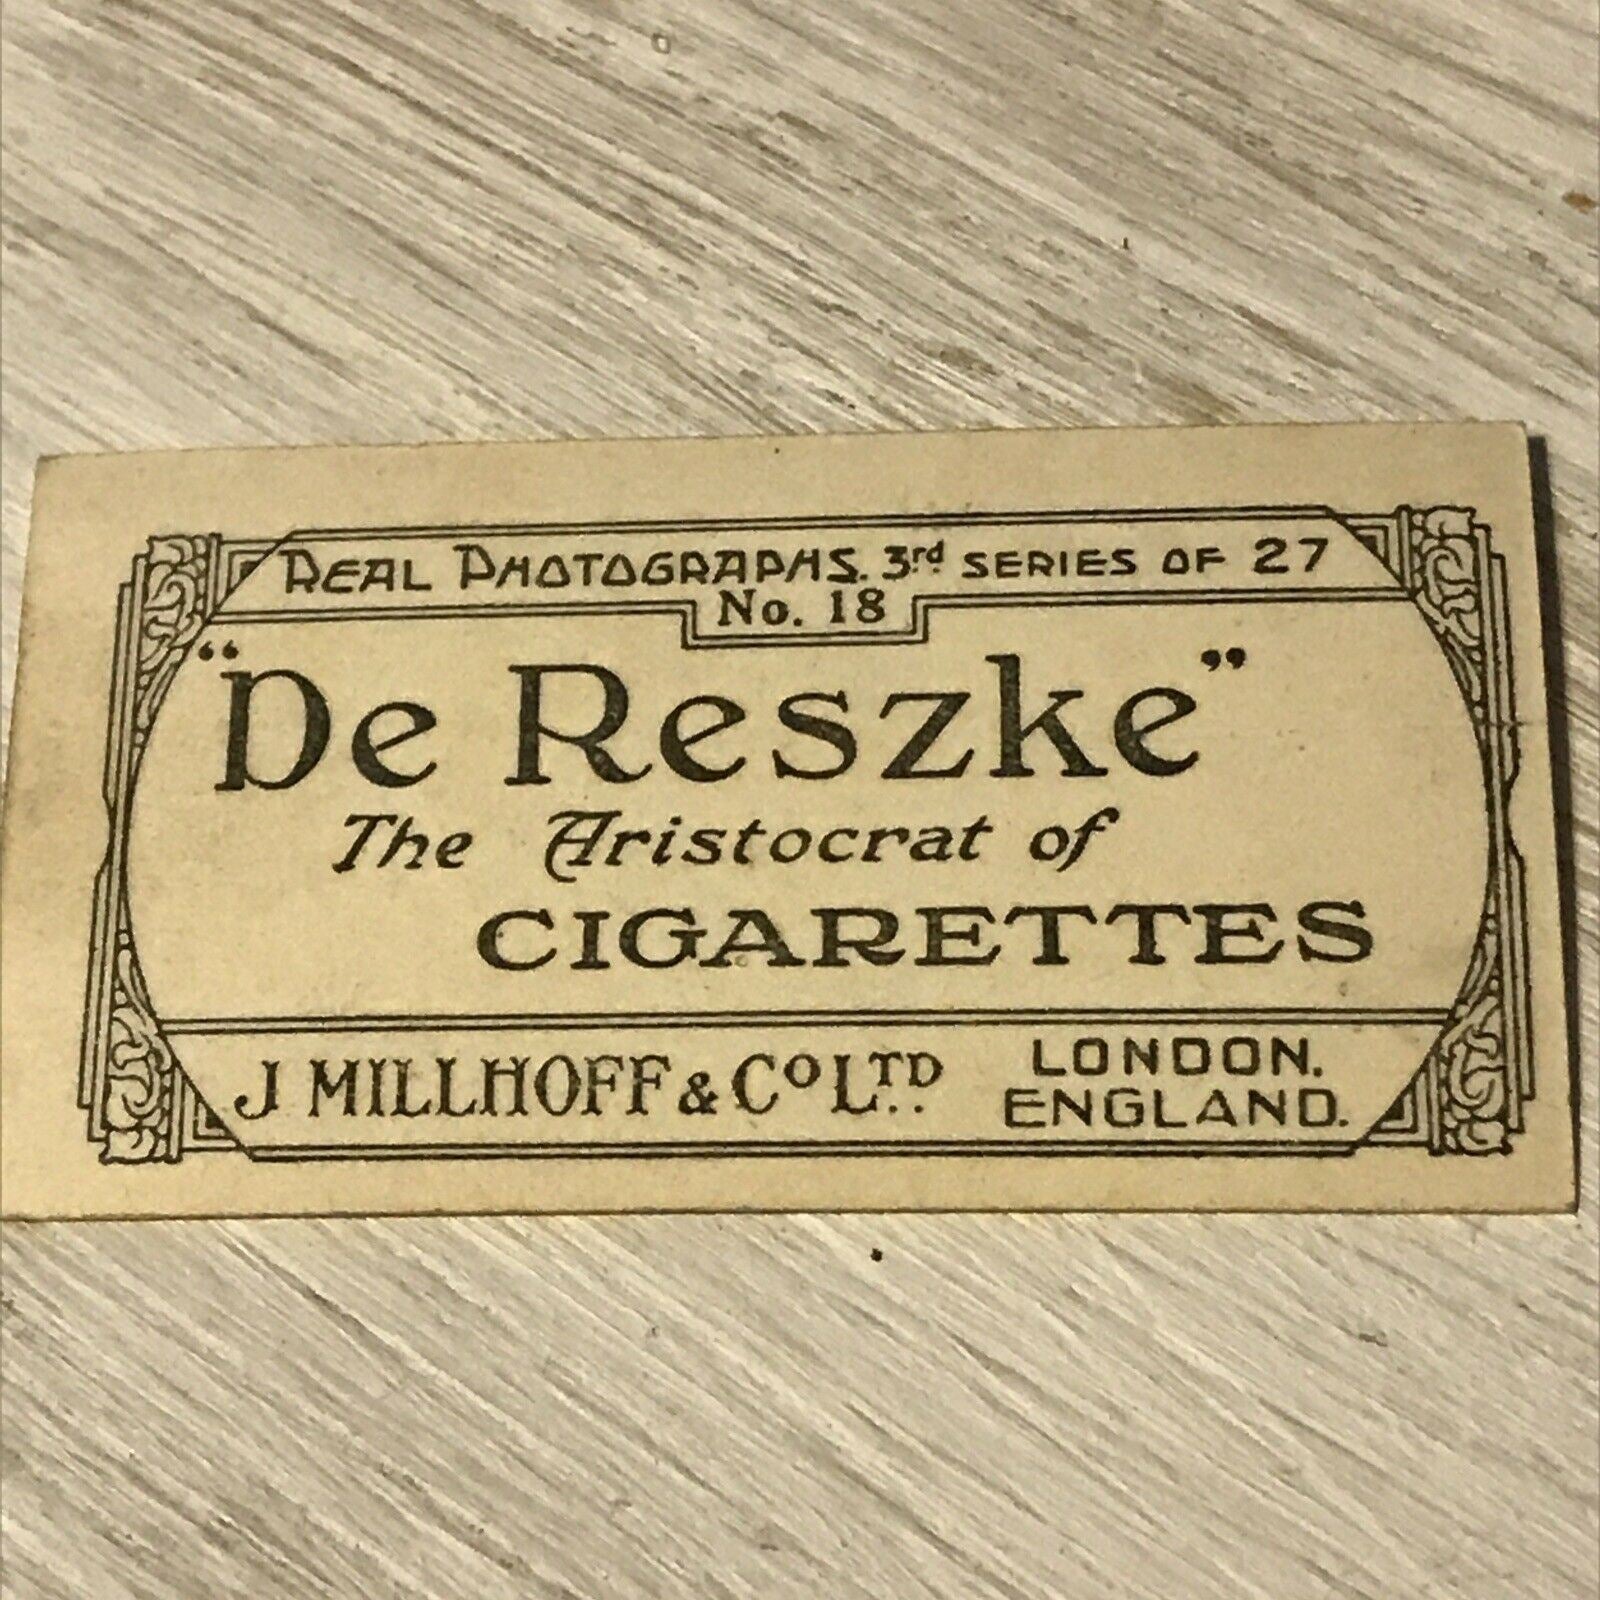 REAL PHOTOGRAPHS. 3rd SERIES OF 27
No. 18
"De Reszke"
The Aristocrat of
CIGARETTES
J MILLHOFF & Co LTD.
LONDON.
ENGLAND.